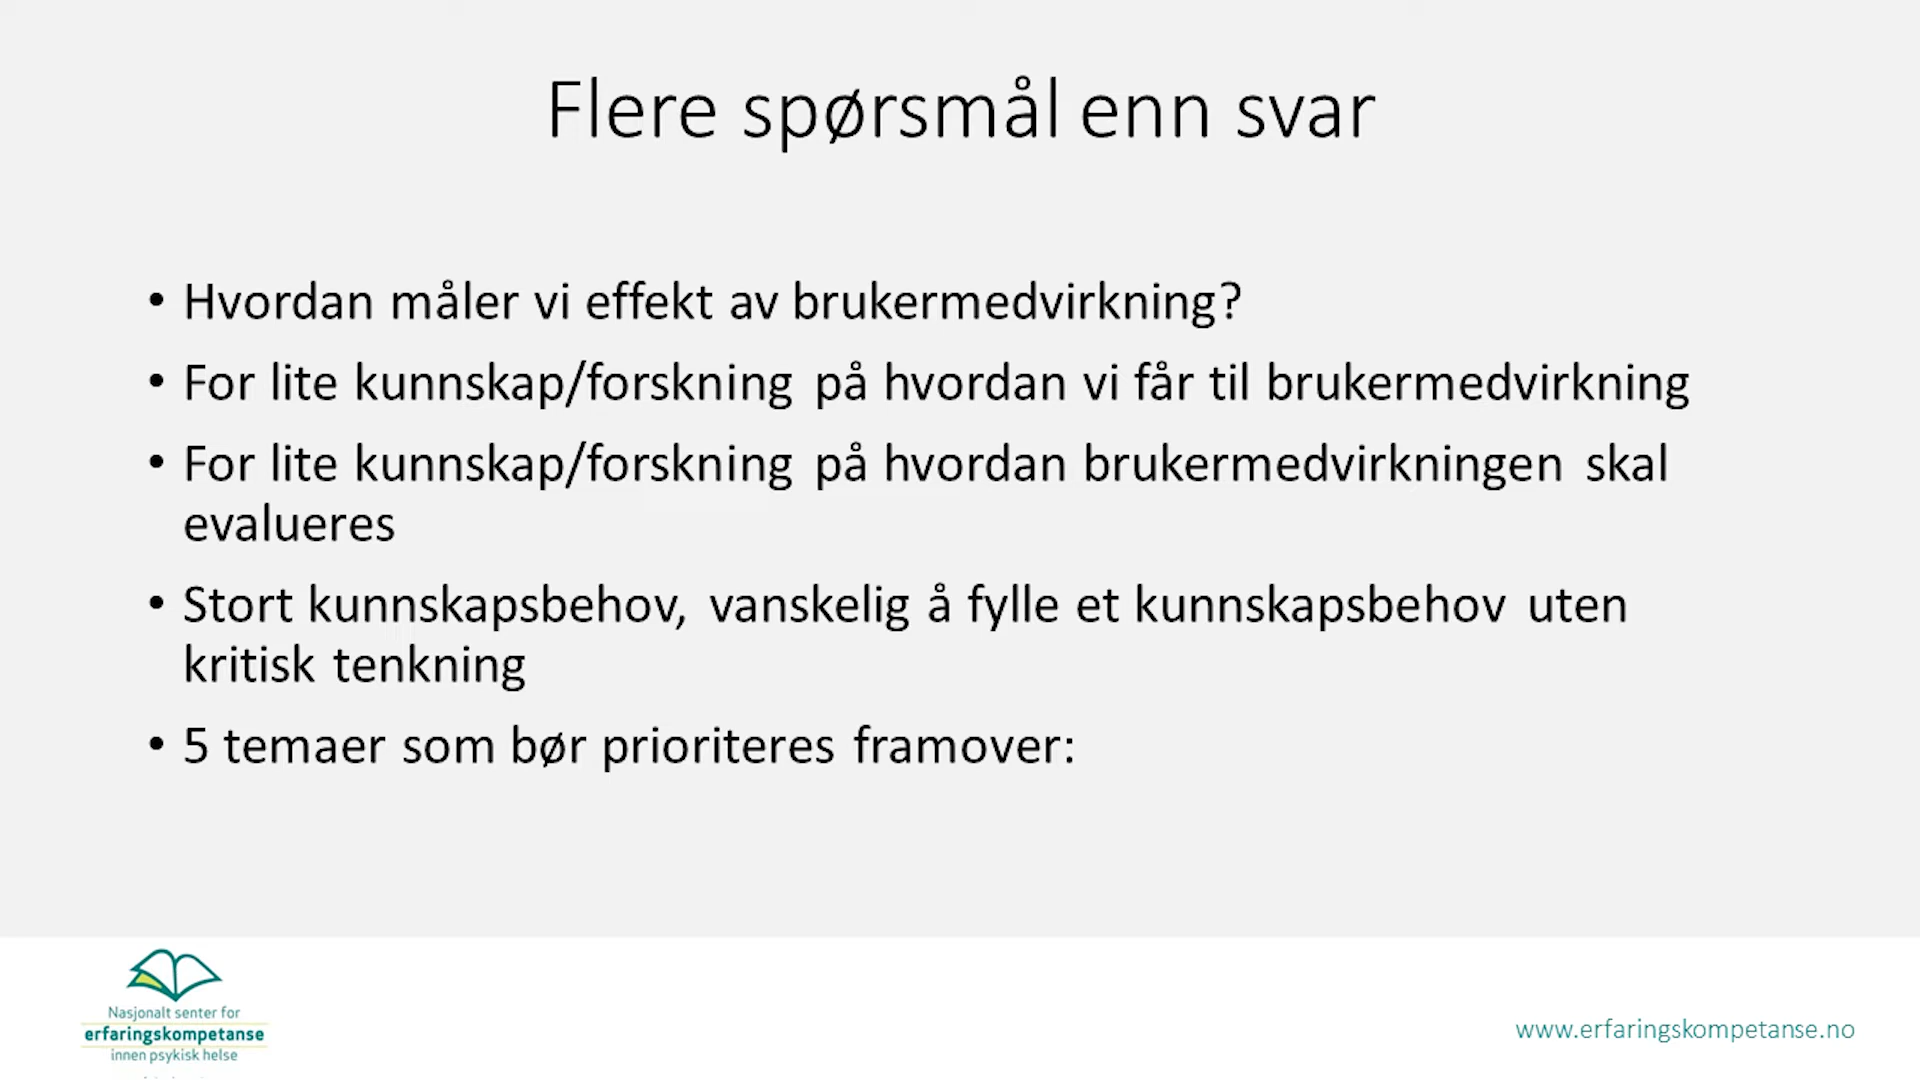 Flere spørsmål enn svar
• Hvordan måler vi effekt av brukermedvirkning?
• For lite kunnskap/forskning på hvordan vi får til brukermedvirkning
• For lite kunnskap/forskning på hvordan brukermedvirkningen skal
evalueres
• Stort kunnskapsbehov, vanskelig å fylle et kunnskapsbehov uten
kritisk tenkning
• 5 temaer som bør prioriteres framover:
Nasjonalt senter for
erfaringskompetanse
innen psykisk helse
www.erfaringskompetanse.no